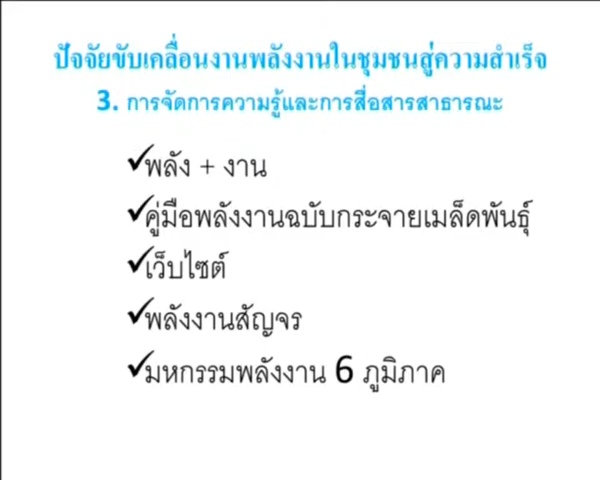 ปัจจัยขับเคลื่อนงานพลังงานในชุมชนสู่ความสำเร็จ
3. การจัดการความรู้และการสื่อสารสาธารณะ
✓พลัง + งาน
✓คู่มือพลังงานฉบับกระจายเมล็ดพันธุ์
✓เว็บไซต์
✓พลังงานสัญจร
✓มหกรรมพลังงาน 6 ภูมิภาค